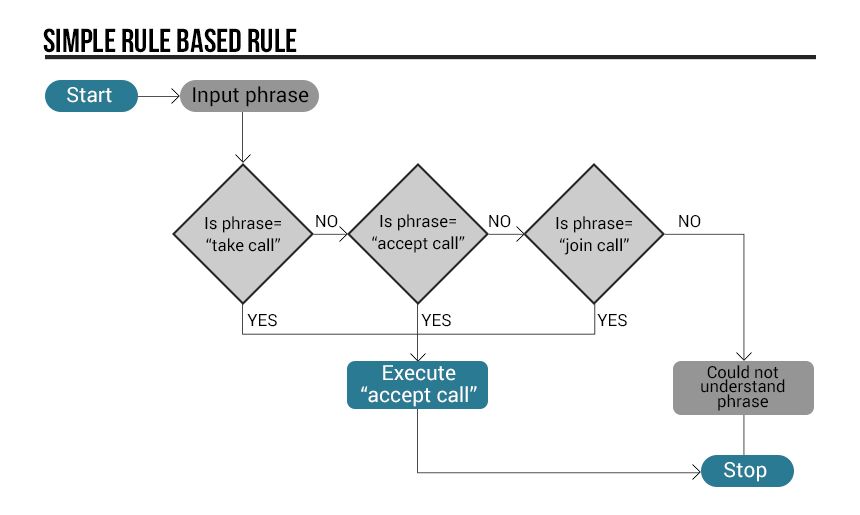 SIMPLE RULE BASED RULE
Start
Input phrase
Is phrase=
“take call”
NO
Is phrase=
“accept call”
NO
Is phrase=
“join call”
NO
YES
YES
YES
Execute
“accept call”
Could not
understand
phrase
Stop